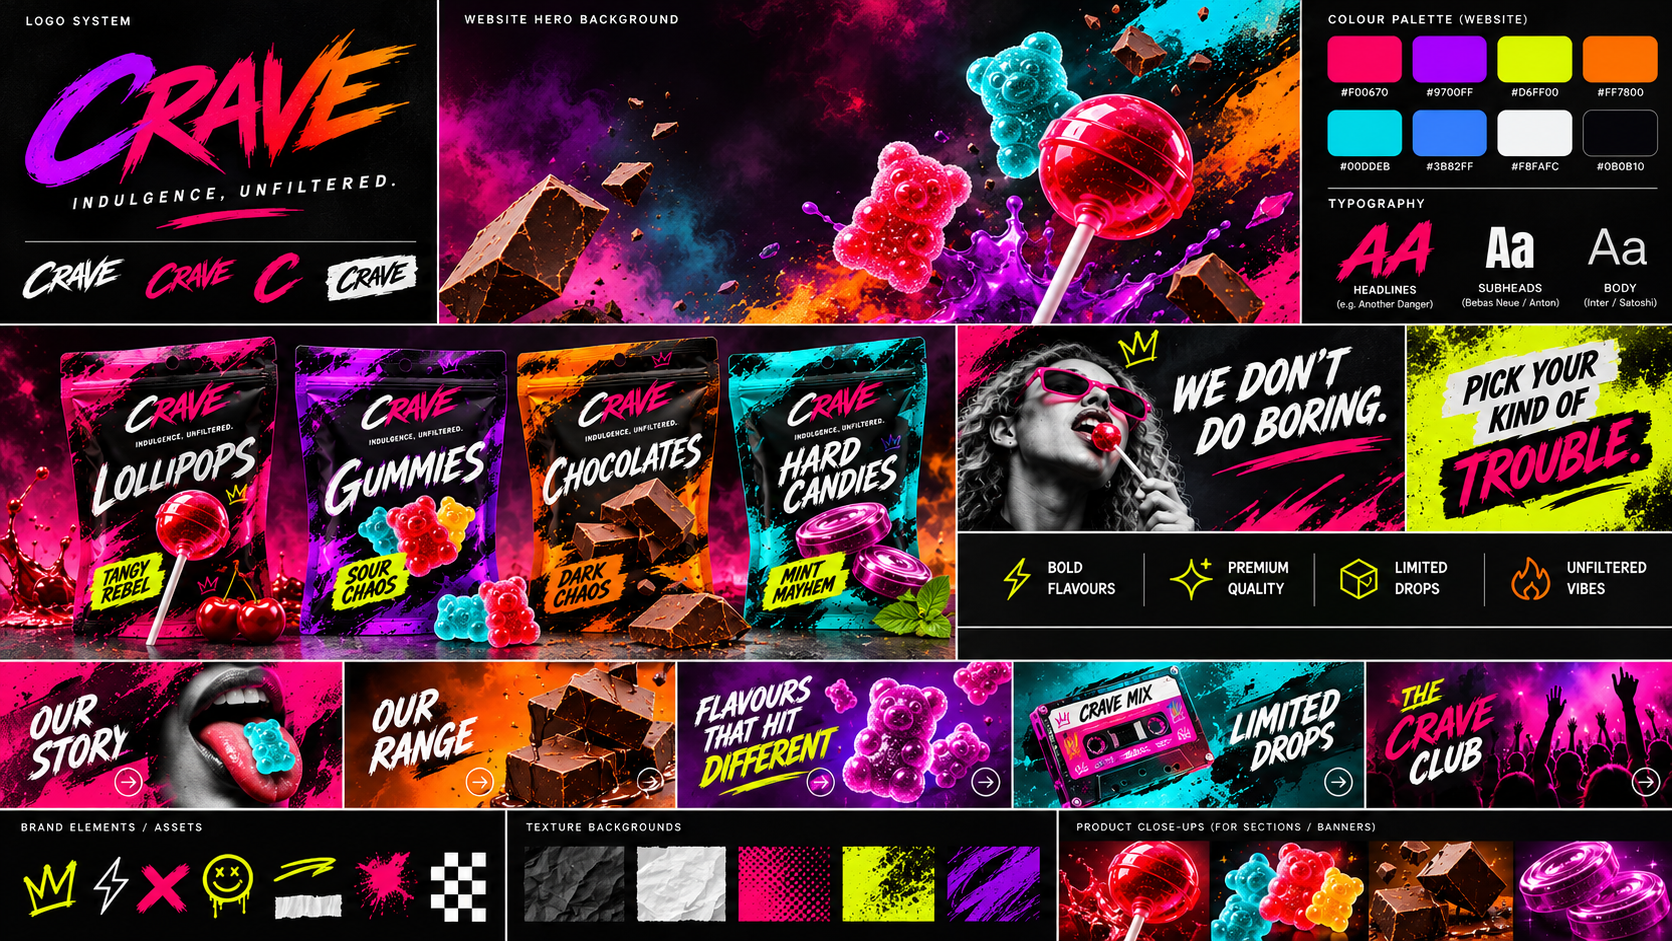 LOGO SYSTEM
CRAVE
INDULGENCE, UNFILTERED.
CRAVE
CRAVE
C
CRAVE
WEBSITE HERO BACKGROUND
COLOUR PALETTE (WEBSITE)
#F00670
#9700FF
#D6FF00
#FF7800
#00DDEB
#3B82FF
#F8FAFC
#0B0B10
TYPOGRAPHY
AA
Aa
Aa
HEADLINES
(e.g. Another Danger)
SUBHEADS
(Bebas Neue / Anton)
BODY
(Inter / Satoshi)
CRAVE
INDULGENCE, UNFILTERED.
LOLLIPOPS
TANGY
REBEL
CRAVE
INDULGENCE, UNFILTERED.
GUMMIES
SOUR
CHAOS
CRAVE
INDULGENCE, UNFILTERED.
CHOCOLATES
DARK
CHAOS
CRAVE
INDULGENCE, UNFILTERED.
HARD
CANDIES
MINT
MAYHEM
WE DON'T
DO BORING.
PICK YOUR
KIND OF
TROUBLE.
BOLD
FLAVOURS
PREMIUM
QUALITY
LIMITED
DROPS
UNFILTERED
VIBES
OUR
STORY
OUR
RANGE
FLAVOURS
THAT HIT
DIFFERENT
CRAVE MIX
LIMITED
DROPS
THE
CRAVE
CLUB
BRAND ELEMENTS / ASSETS
TEXTURE BACKGROUNDS
PRODUCT CLOSE-UPS (FOR SECTIONS / BANNERS)